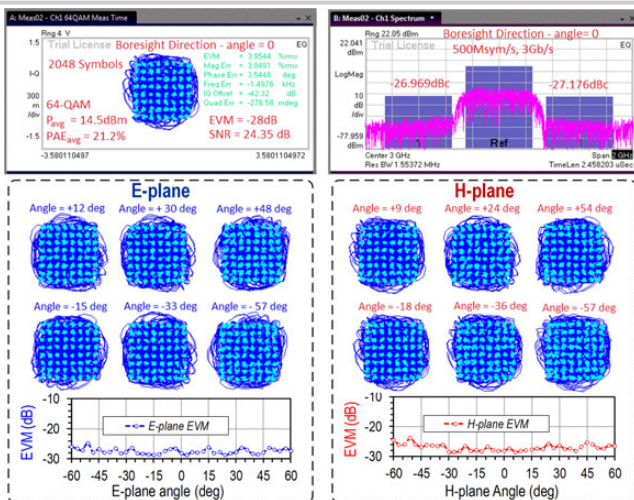 A: Meas02 - Ch1 64QAM Meas Time
Rng 4 V
1.5
Trial License
Boresight Direction - angle= 0
EQ
I-Q
2048 Symbols
EVM = 3.9544 %rms
Mag Err = 3.0481 %rms
Phase Err = 3.5448 deg
Freq Err = -1.4976 kHz
IQ Offset = -42.32 dB
Quad Err = -276.58 mdeg
300
m
/div
64-QAM
Pavg = 14.5dBm
PAEavg = 21.2%
EVM = -28dB
SNR = 24.35 dB
-1.5
-3.5801104972
B: Meas02 - Ch1 Spectrum
Rng 22.05 dBm
22.041
dBm
Trial License
Boresight Direction - angle= 0
EQ
500Msym/s, 3Gb/s
LogMag
-26.969dBc
-27.176dBc
10
dB
/div
Ref
-77.959
dBm
Center 3 GHz
Span 2 GHz
Res BW 1.55372 MHz
TimeLen 2.458203 uSec
E-plane
Angle = +12 deg
Angle = + 30 deg
Angle = +48 deg
Angle = -15 deg
Angle = -33 deg
Angle = -57 deg
-10
-20
-30
EVM (dB)
E-plane EVM
-60 -45 -30 -15 0 15 30 45 60
E-plane angle (deg)
H-plane
Angle = +9 deg
Angle = +24 deg
Angle = +54 deg
Angle = -18 deg
Angle = -36 deg
Angle = -57 deg
-10
-20
-30
EVM (dB)
H-plane EVM
-60 -45 -30 -15 0 15 30 45 60
H-plane Angle (deg)